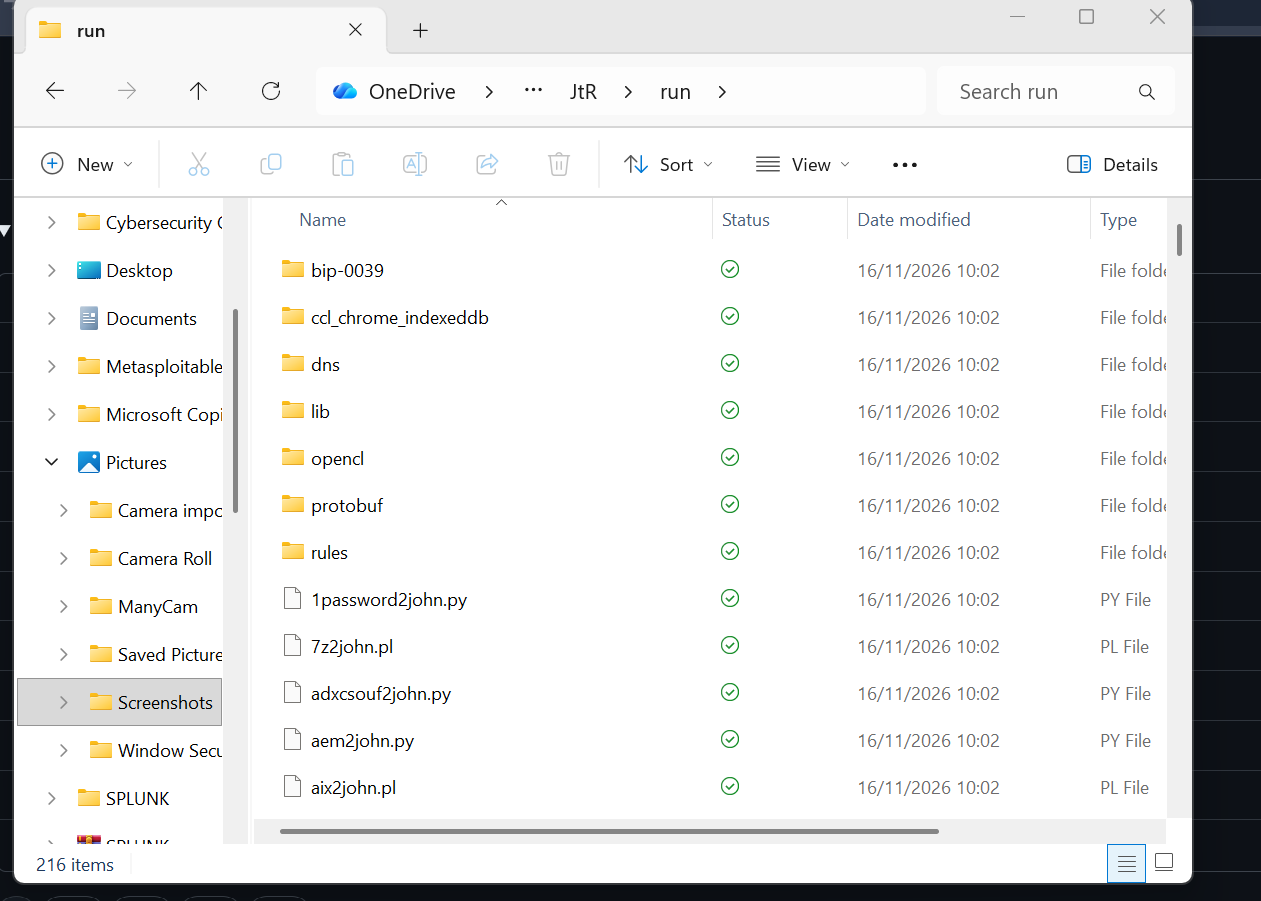 run
OneDrive ··· JtR run
Search run
New Sort View ··· Details
Cybersecurity
Desktop
Documents
Metasploitable
Microsoft Copi
Pictures
Camera impo
Camera Roll
ManyCam
Saved Picture
Screenshots
Window Secu
SPLUNK
SPLUNK
Name Status Date modified Type
bip-0039 16/11/2026 10:02 File folde
ccl_chrome_indexeddb 16/11/2026 10:02 File folde
dns 16/11/2026 10:02 File folde
lib 16/11/2026 10:02 File folde
opencl 16/11/2026 10:02 File folde
protobuf 16/11/2026 10:02 File folde
rules 16/11/2026 10:02 File folde
1password2john.py 16/11/2026 10:02 PY File
7z2john.pl 16/11/2026 10:02 PL File
adxcsouf2john.py 16/11/2026 10:02 PY File
aem2john.py 16/11/2026 10:02 PY File
aix2john.pl 16/11/2026 10:02 PL File
216 items